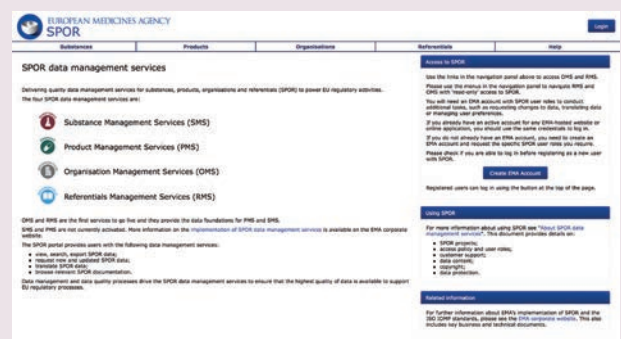 EUROPEAN MEDICINES AGENCY
SPOR
Login
Substances
Products
Organisations
Referentials
Help
SPOR data management services
Delivering quality data management services for substances, products, organisations and referentials (SPOR) to power EU regulatory activities.
The four SPOR data management services are:
Substance Management Services (SMS)
Product Management Services (PMS)
Organisation Management Services (OMS)
Referentials Management Services (RMS)
OMS and RMS are the first services to go live and they provide the data foundations for PMS and SMS.
SMS and PMS are not currently activated. More information on the implementation of SPOR data management services is available on the EMA corporate
website.
The SPOR portal provides users with the following data management services:
view, search, export SPOR data;
request new and updated SPOR data;
translate SPOR data;
browse relevant SPOR documentation.
Data management and data quality processes drive the SPOR data management services to ensure that the highest quality of data is available to support
EU regulatory processes.
Access to SPOR
Use the links in the navigation panel above to access OMS and RMS.
Please use the menus in the navigation panel to navigate RMS and
OMS with "read-only" access to SPOR.
You will need an EMA account with SPOR user roles to conduct
additional tasks, such as requesting changes to data, translating data
or managing user preferences.
If you already have an active account for any EMA-hosted website or
online application, you should use the same credentials to log in.
If you do not already have an EMA account, you need to create an
EMA account and request the specific SPOR user roles you require.
Please check if you are able to log in before registering as a new user
with SPOR.
Create EMA Account
Registered users can log in using the button at the top of the page.
Using SPOR
For more information about using SPOR see "About SPOR data
management services". This document provides details on:
SPOR projects;
access policy and user roles;
customer support;
data content;
copyright;
data protection.
Related information
For further information about EMA's implementation of SPOR and the
ISO IDMP standards, please see the EMA corporate website. This also
includes key business and technical documents.